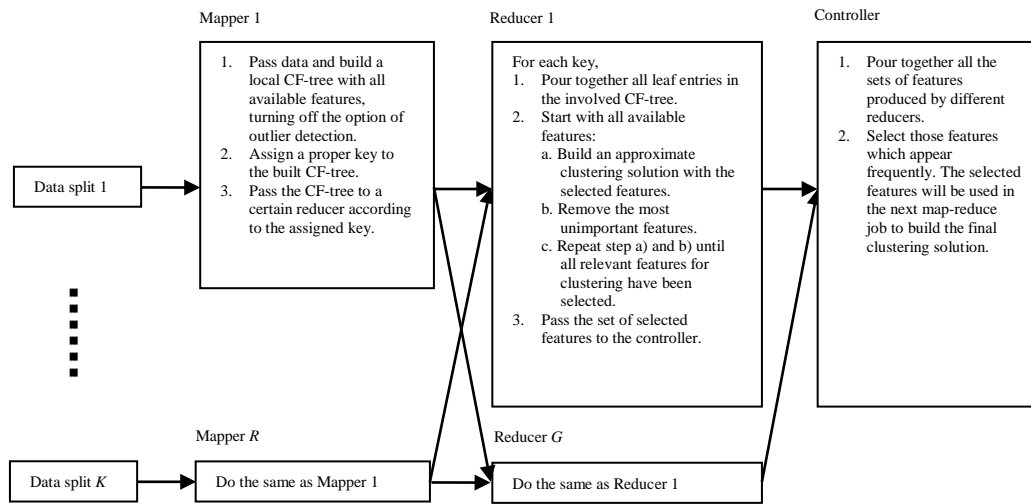 Mapper 1
1. Pass data and build a
local CF-tree with all
available features,
turning off the option of
outlier detection.
2. Assign a proper key to
the built CF-tree.
3. Pass the CF-tree to a
certain reducer according
to the assigned key.
Reducer 1
For each key,
1. Pour together all leaf entries in
the involved CF-tree.
2. Start with all available
features:
a. Build an approximate
clustering solution with the
selected features.
b. Remove the most
unimportant features.
c. Repeat step a) and b) until
all relevant features for
clustering have been
selected.
3. Pass the set of selected
features to the controller.
Controller
1. Pour together all the
sets of features
produced by different
reducers.
2. Select those features
which appear
frequently. The selected
features will be used in
the next map-reduce
job to build the final
clustering solution.
Data split 1
Mapper R
Reducer G
Data split K
Do the same as Mapper 1
Do the same as Reducer 1